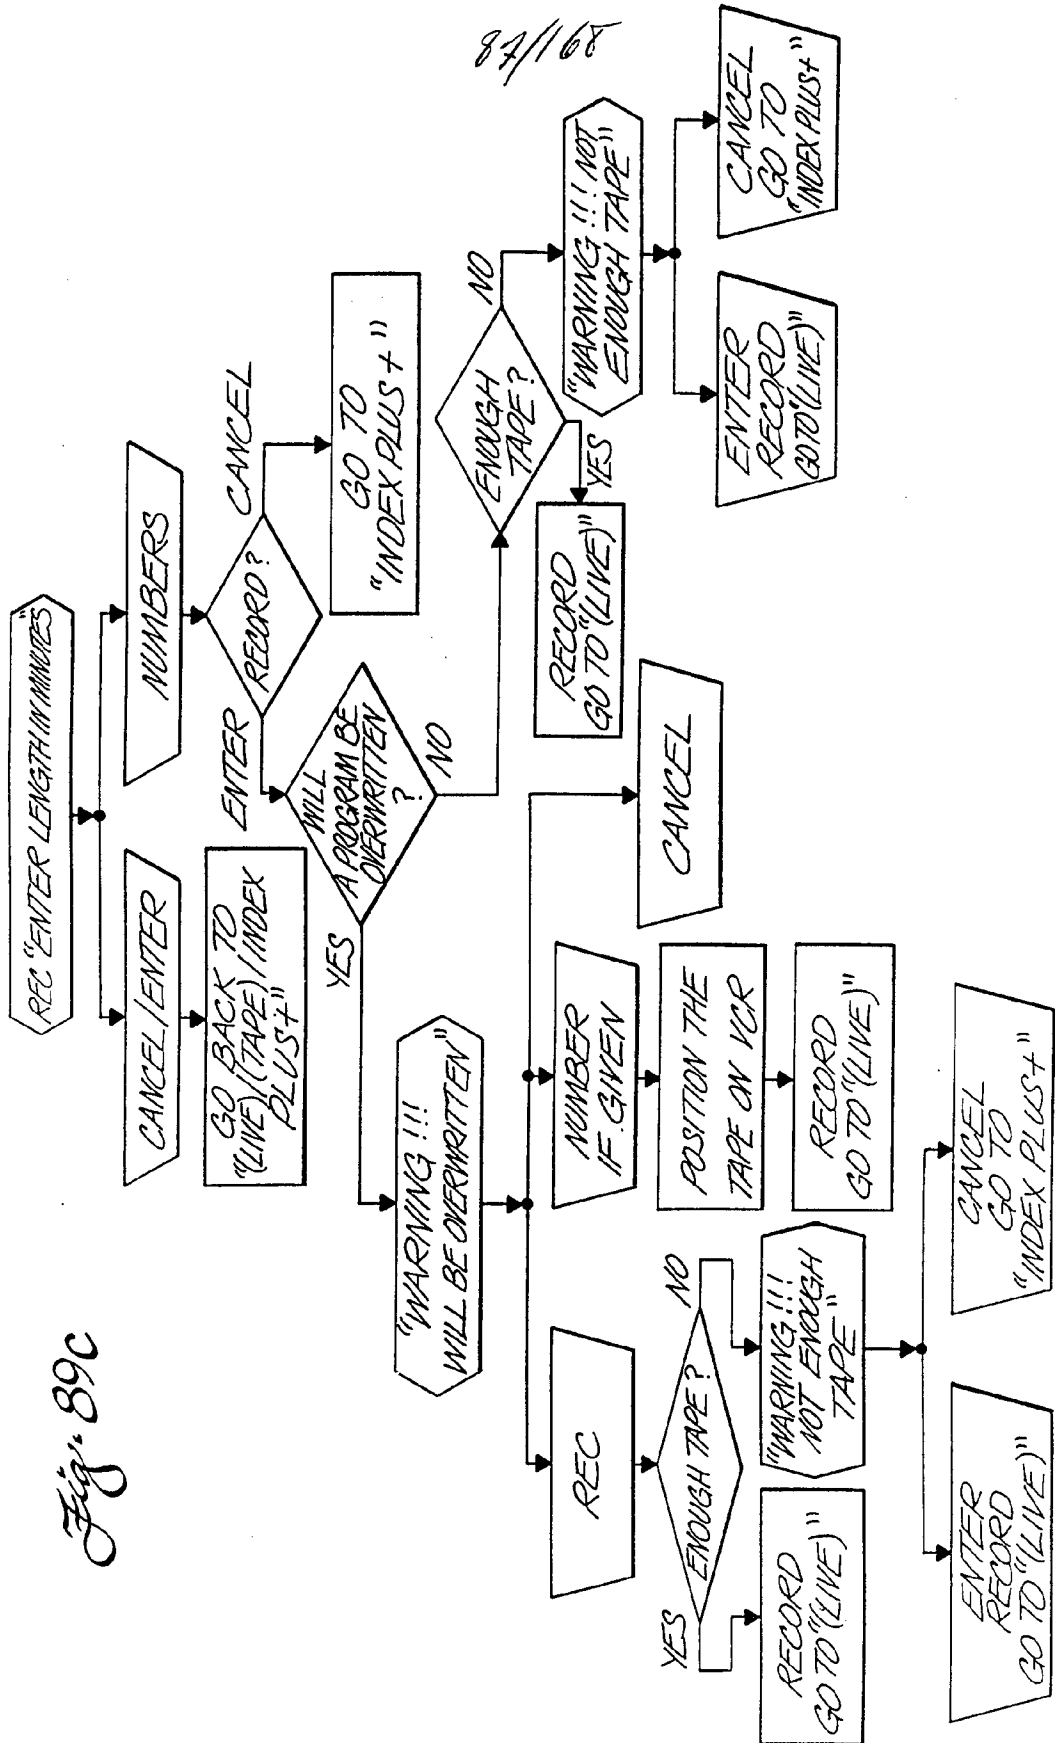 Fig. 89C
87/168
REC "ENTER LENGTH IN MINUTES"
CANCEL/ENTER
GO BACK TO
"(LIVE)/(TAPE)/INDEX
PLUS+"
NUMBERS
RECORD?
ENTER
CANCEL
GO TO
"INDEX PLUS+"
WILL
A PROGRAM BE
OVERWRITTEN
?
YES
NO
"WARNING !!!
WILL BE OVERWRITTEN"
ENOUGH
TAPE?
NO
YES
RECORD
GO TO "(LIVE)"
"WARNING !!! NOT
ENOUGH TAPE"
ENTER
RECORD
GO TO "(LIVE)"
CANCEL
GO TO
"INDEX PLUS+"
REC
NUMBER
IF GIVEN
CANCEL
POSITION THE
TAPE ON VCR
RECORD
GO TO "(LIVE)"
ENOUGH TAPE?
YES
NO
RECORD
GO TO "(LIVE)"
"WARNING !!!
NOT ENOUGH
TAPE"
ENTER
RECORD
GO TO "(LIVE)"
CANCEL
GO TO
"INDEX PLUS+"